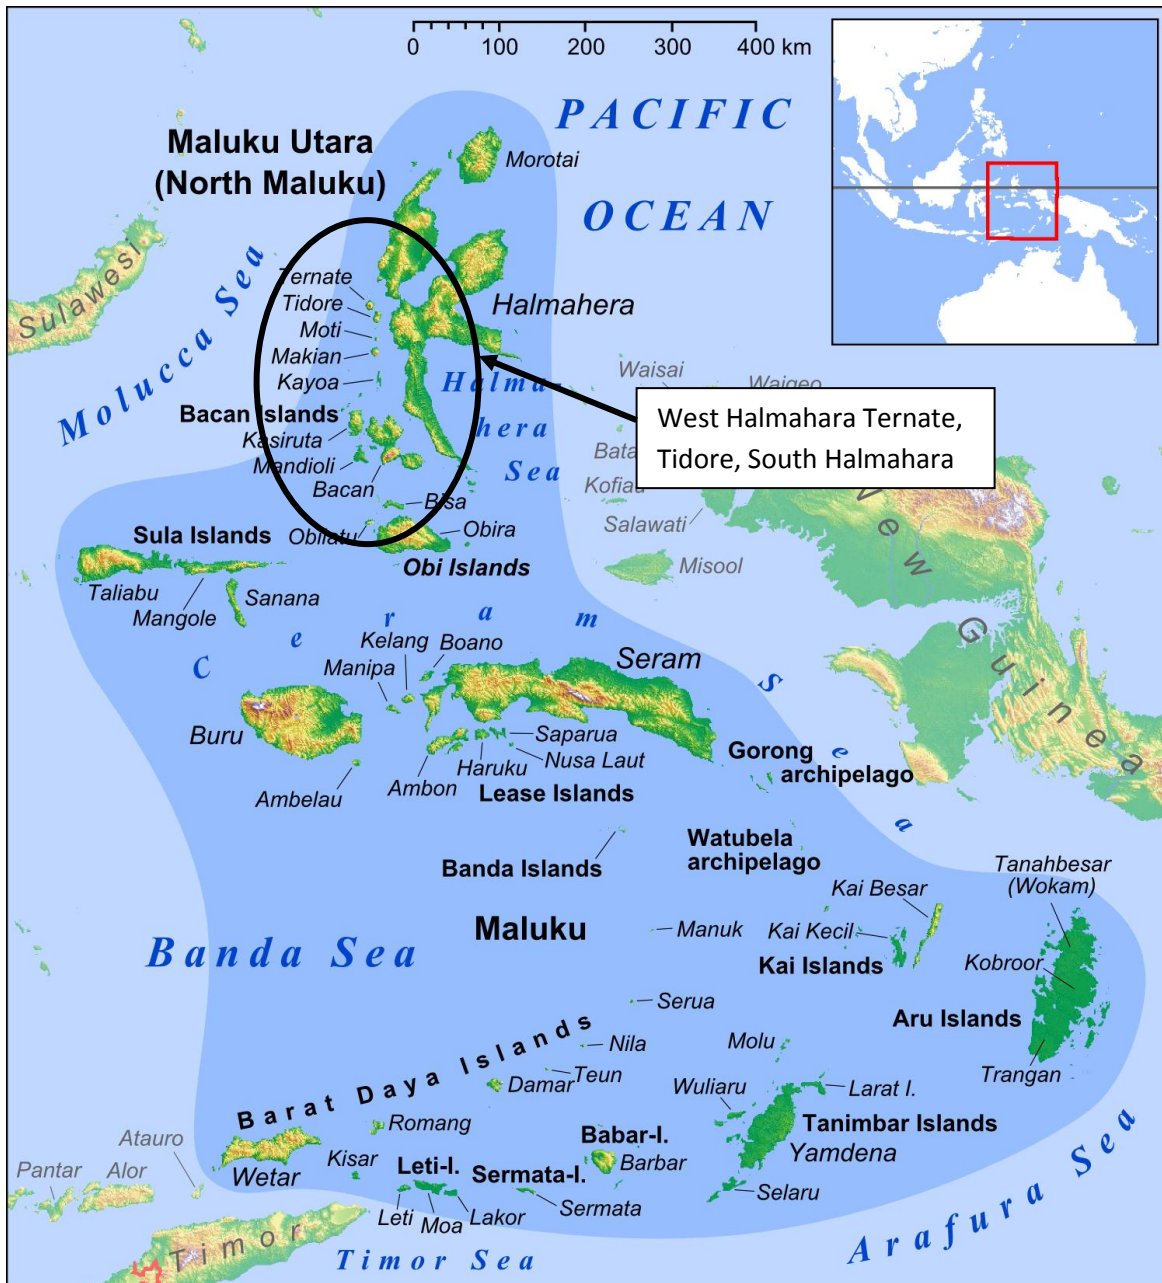 0 100 200 300 400 km
PACIFIC
OCEAN
Maluku Utara
(North Maluku)
Morotai
Sulawesi
Molucca Sea
Ternate
Tidore
Moti
Makian
Kayoa
Halmahera
Halma-
hera
Sea
Bacan Islands
Kasiruta
Mandioli
Bacan
Bisa
Obilatu
Obira
Obi Islands
Waisai
Waigeo
West Halmahara Ternate,
Tidore, South Halmahara
Bata
Kofiau
Salawati
Misool
New Guinea
Sula Islands
Taliabu
Mangole
Sanana
Ceram Sea
Kelang
Boano
Manipa
Seram
Buru
Ambelau
Ambon
Haruku
Saparua
Nusa Laut
Lease Islands
Gorong
archipelago
Banda Islands
Watubela
archipelago
Maluku
Banda Sea
Manuk
Kai Besar
Kai Kecil
Kai Islands
Tanahbesar
(Wokam)
Kobroor
Aru Islands
Trangan
Serua
Nila
Teun
Damar
Barat Daya Islands
Romang
Wetar
Kisar
Atauro
Pantar
Alor
Timor
Leti-I.
Leti
Moa
Lakor
Sermata-I.
Sermata
Babar-I.
Barbar
Molu
Wuliaru
Larat I.
Tanimbar Islands
Yamdena
Selaru
Timor Sea
Arafura Sea